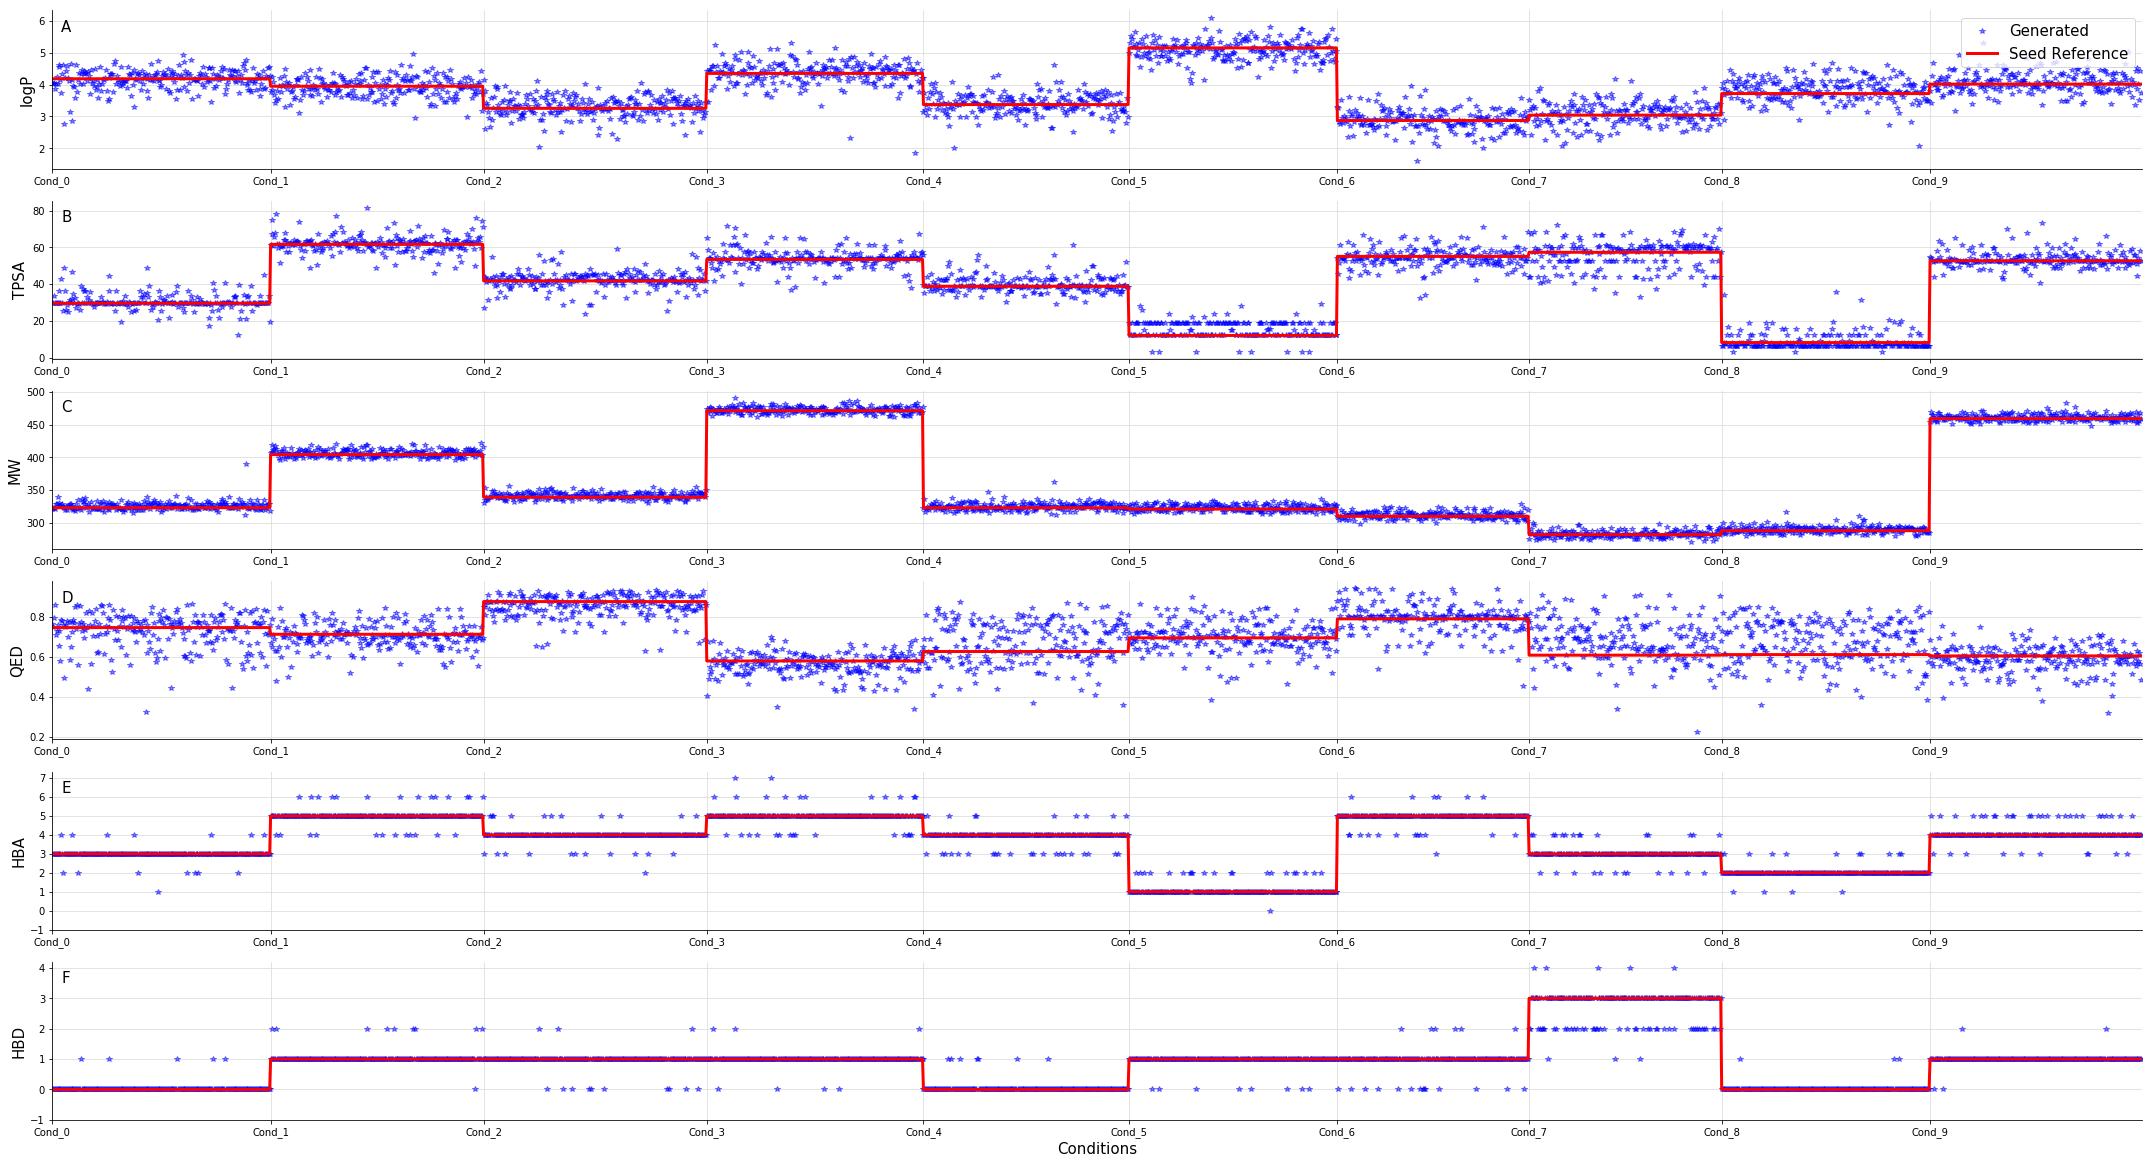 A
Generated
Seed Reference
logP
6
5
4
3
2
Cond_0 Cond_1 Cond_2 Cond_3 Cond_4 Cond_5 Cond_6 Cond_7 Cond_8 Cond_9
B
TPSA
80
60
40
20
0
Cond_0 Cond_1 Cond_2 Cond_3 Cond_4 Cond_5 Cond_6 Cond_7 Cond_8 Cond_9
C
MW
500
450
400
350
300
Cond_0 Cond_1 Cond_2 Cond_3 Cond_4 Cond_5 Cond_6 Cond_7 Cond_8 Cond_9
D
QED
0.8
0.6
0.4
0.2
Cond_0 Cond_1 Cond_2 Cond_3 Cond_4 Cond_5 Cond_6 Cond_7 Cond_8 Cond_9
E
HBA
7
6
5
4
3
2
1
0
−1
Cond_0 Cond_1 Cond_2 Cond_3 Cond_4 Cond_5 Cond_6 Cond_7 Cond_8 Cond_9
F
HBD
4
3
2
1
0
−1
Cond_0 Cond_1 Cond_2 Cond_3 Cond_4 Cond_5 Cond_6 Cond_7 Cond_8 Cond_9
Conditions